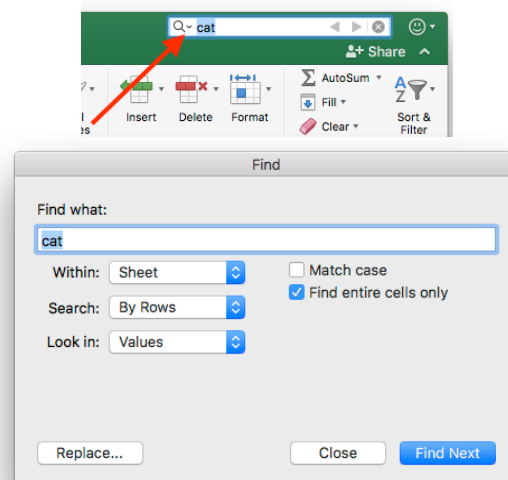 cat
Share
AutoSum
Fill
Clear
Insert Delete Format
Sort &
Filter
es
Find
Find what:
cat
Within: Sheet
Match case
Search: By Rows
Find entire cells only
Look in: Values
Replace... Close Find Next